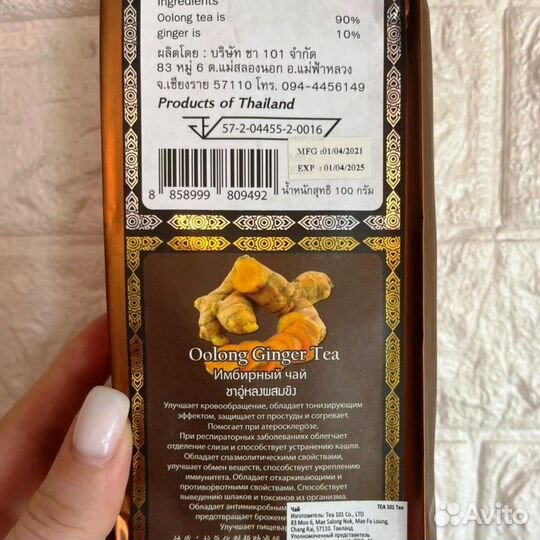 Ingredients
Oolong tea is 90%
ginger is 10%
ผลิตโดย : บริษัท ชา 101 จำกัด
83 หมู่ 6 ต.แม่สลองนอก อ.แม่ฟ้าหลวง
จ.เชียงราย 57110 โทร. 094-4456149
Products of Thailand
57-2-04455-2-0016
MFG :01/04/2021
EXP : 01/04/2025
8 858999 809492
น้ำหนักสุทธิ 100 กรัม
Oolong Ginger Tea
Имбирный чай
ชาอู่หลงผสมขิง
Улучшает кровообращение, обладает тонизирующим
эффектом, защищает от простуды и согревает.
Помогает при атеросклерозе.
При респираторных заболеваниях облегчает
отделение слизи и способствует устранению кашля.
Обладает спазмолитическими свойствами,
улучшает обмен веществ, способствует укреплению
иммунитета. Обладает отхаркивающими и
противорвотными свойствами. Способствует
выведению шлаков и токсинов из организма.
Обладает антимикробным
предотвращает брожение
Улучшает пищевар
Чай TEA 101 Tea
Изготовитель: Tea 101 Co., LTD
83 Moo 6, Mae Salong Nok, Mae Fa Loung,
Chang Rai, 57110. Таиланд
Уполномоченный представитель
Avito